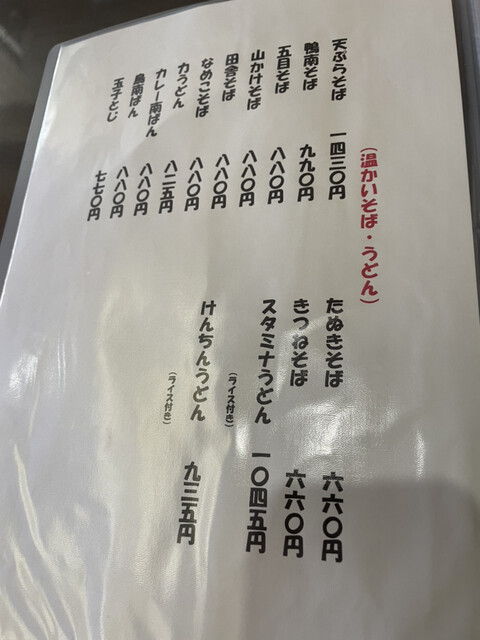 (温かいそば・うどん)
天ぷらそば 一四三〇円
鴨南そば 九九〇円
五目そば 八八〇円
山かけそば 八八〇円
田舎そば 八八〇円
なめこそば 八八〇円
力うどん 八二五円
カレー南ばん 八八〇円
鳥南ばん 八八〇円
玉子とじ 七七〇円
たぬきそば 六六〇円
きつねそば 六六〇円
スタミナうどん 一〇四五円
(ライス付き)
けんちんうどん 九三五円
(ライス付き)